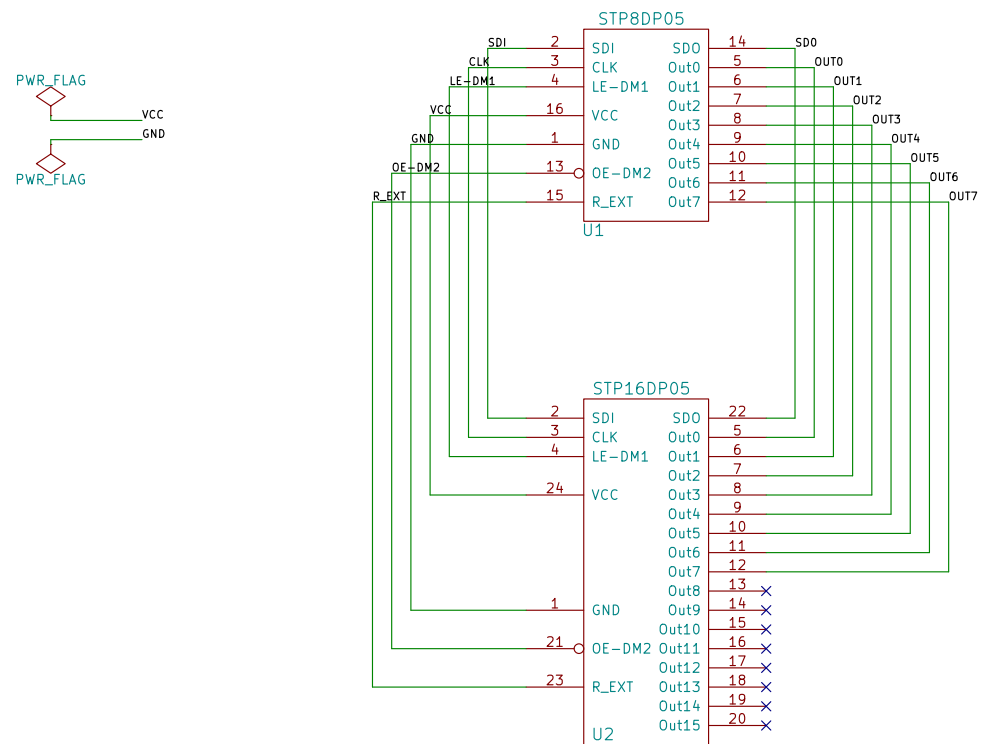 STP8DP05
SDI 2 SDI SDO 14 SDO
CLK 3 CLK Out0 5 OUT0
LE-DM1 4 LE-DM1 Out1 6 OUT1
Out2 7 OUT2
VCC 16 VCC Out3 8 OUT3
GND 1 GND Out4 9 OUT4
Out5 10 OUT5
OE-DM2 13 OE-DM2 Out6 11 OUT6
R_EXT 15 R_EXT Out7 12 OUT7
U1
PWR_FLAG
VCC
GND
PWR_FLAG
STP16DP05
2 SDI SDO 22
3 CLK Out0 5
4 LE-DM1 Out1 6
Out2 7
24 VCC Out3 8
Out4 9
Out5 10
Out6 11
Out7 12
Out8 13
1 GND Out9 14
Out10 15
21 OE-DM2 Out11 16
Out12 17
23 R_EXT Out13 18
Out14 19
Out15 20
U2